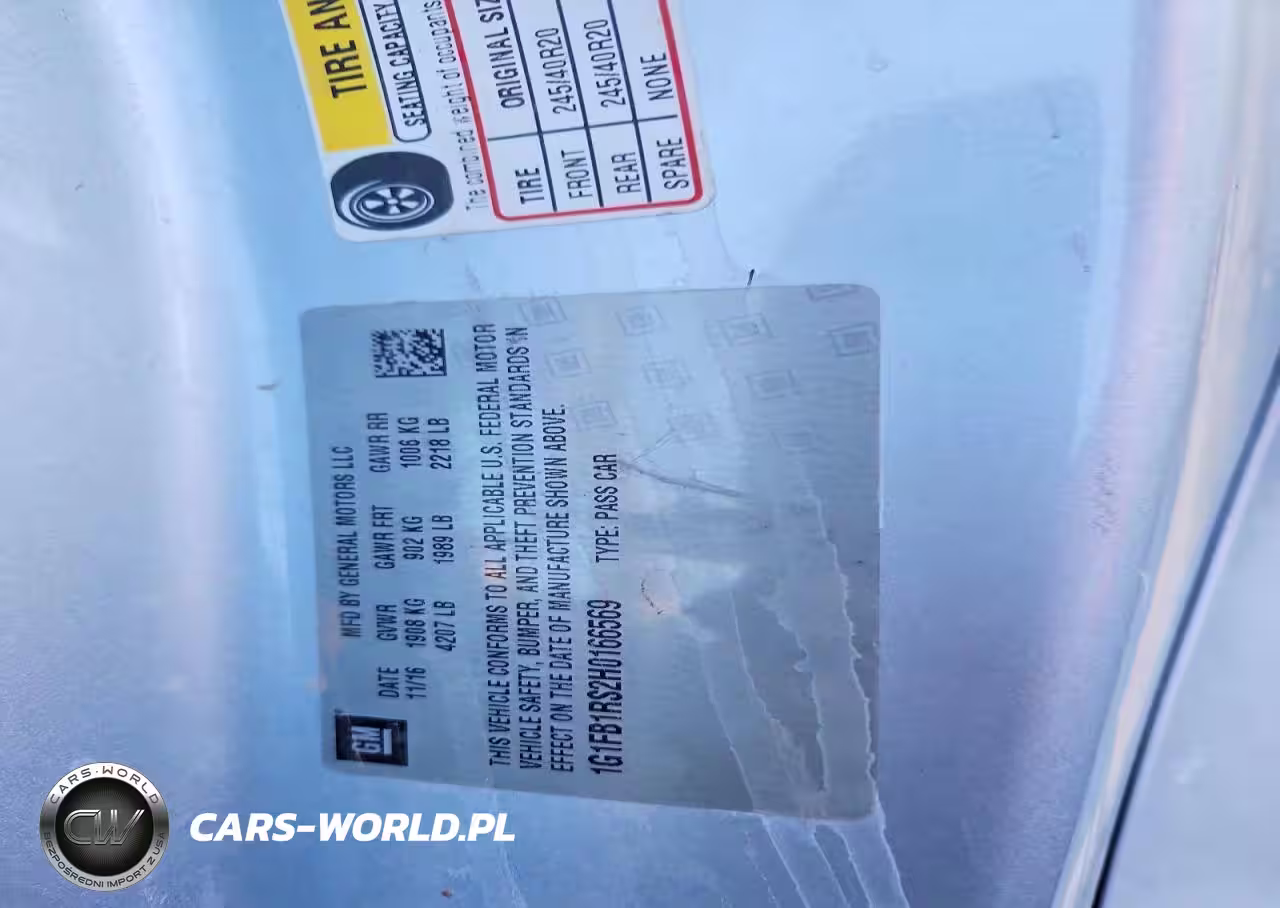 TIRE AN
SEATING CAPACITY
The combined weight of occupants
TIRE ORIGINAL SIZ
FRONT 245/40R20
REAR 245/40R20
SPARE NONE
GM
MFD BY GENERAL MOTORS LLC
DATE GVWR GAWR FRT GAWR RR
11/16 1908 KG 902 KG 1006 KG
4207 LB 1989 LB 2218 LB
THIS VEHICLE CONFORMS TO ALL APPLICABLE U.S. FEDERAL MOTOR
VEHICLE SAFETY, BUMPER, AND THEFT PREVENTION STANDARDS IN
EFFECT ON THE DATE OF MANUFACTURE SHOWN ABOVE.
1G1FB1RS2H0166569 TYPE: PASS CAR
CARS-WORLD
CW
BEZPOŚREDNI IMPORT Z USA
CARS-WORLD.PL